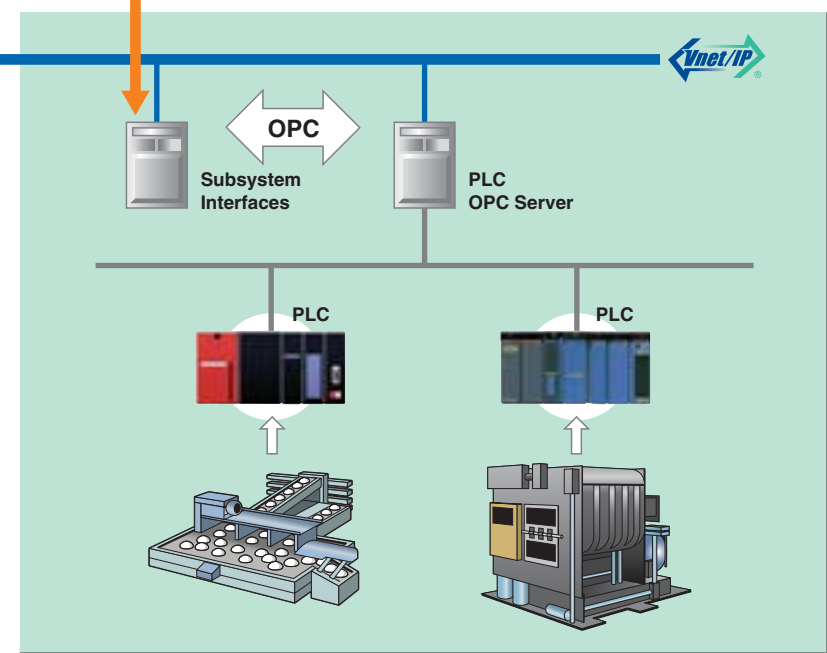 Vnet/IP®
OPC
Subsystem
Interfaces
PLC
OPC Server
PLC
PLC